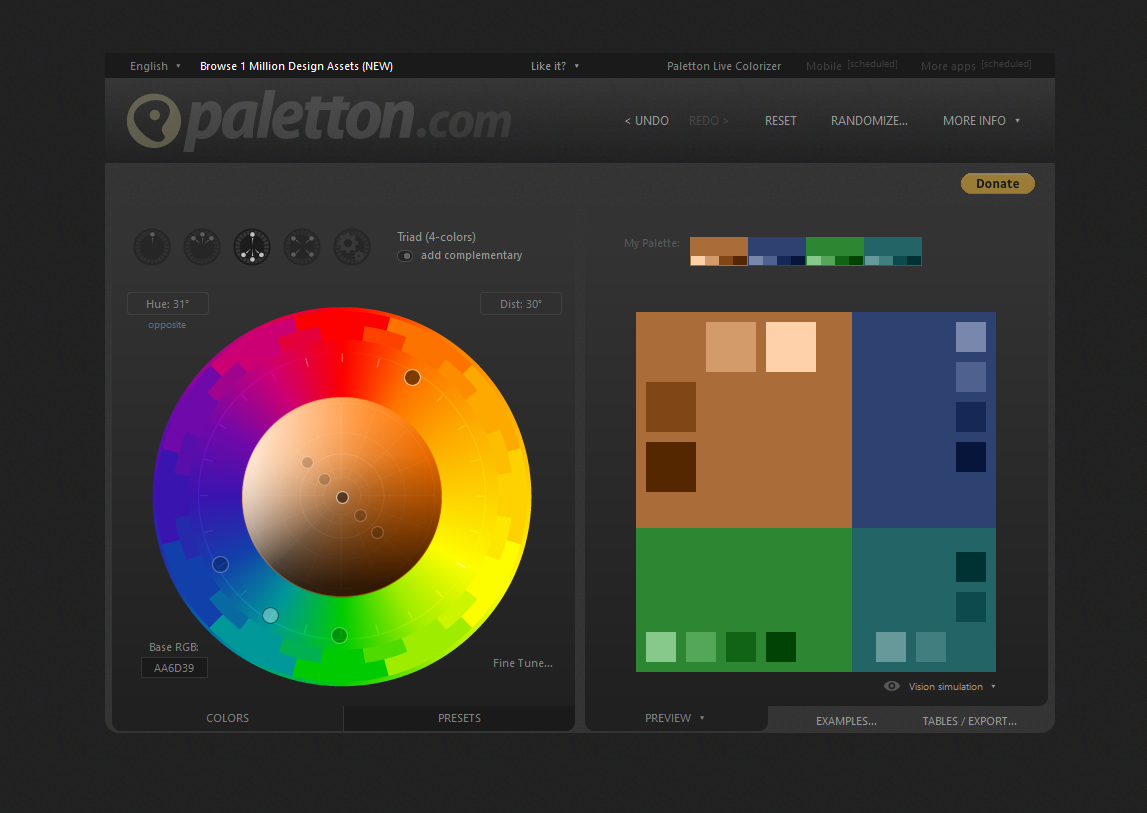 English ▾ Browse 1 Million Design Assets (NEW) Like it? ▾ Paletton Live Colorizer Mobile [scheduled] More apps [scheduled]
paletton.com < UNDO REDO > RESET RANDOMIZE... MORE INFO ▾
Donate
Triad (4-colors)
add complementary
My Palette:
Hue: 31° Dist: 30°
opposite
Base RGB:
AA6D39
Fine Tune...
Vision simulation ▾
COLORS PRESETS PREVIEW ▾ EXAMPLES... TABLES / EXPORT...